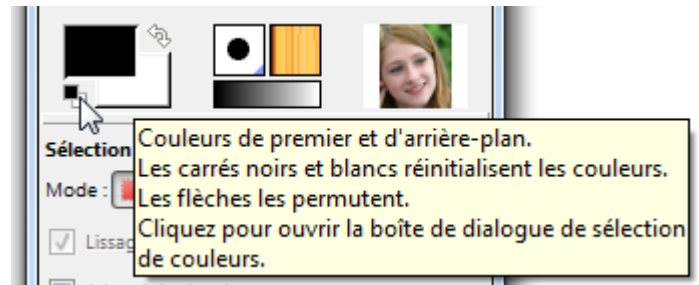 Couleurs de premier et d'arrière-plan.
Sélection
Les carrés noirs et blancs réinitialisent les couleurs.
Mode :
Les flèches les permutent.
Cliquez pour ouvrir la boîte de dialogue de sélection
de couleurs.